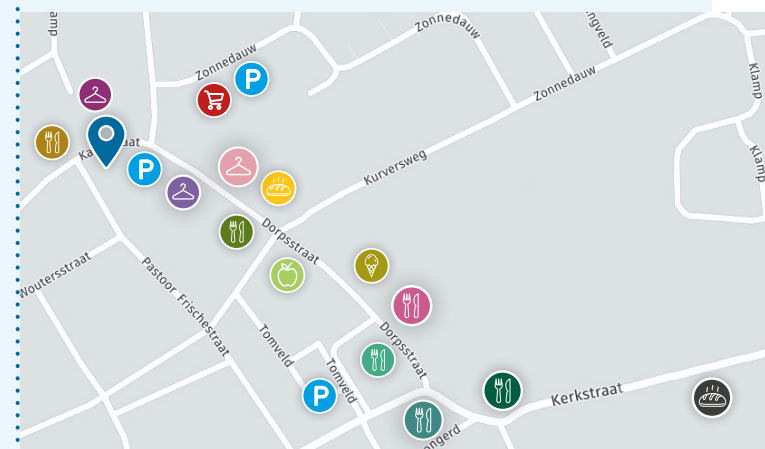 Zonnedauw
Zonnedauw
Klamp
P
Zonnedauw
P
Kurversweg
Klamp
Dorpsstraat
Woutersstraat
Pastoor Frischestraat
Tomveld
Dorpsstraat
Tomveld
P
Kerkstraat